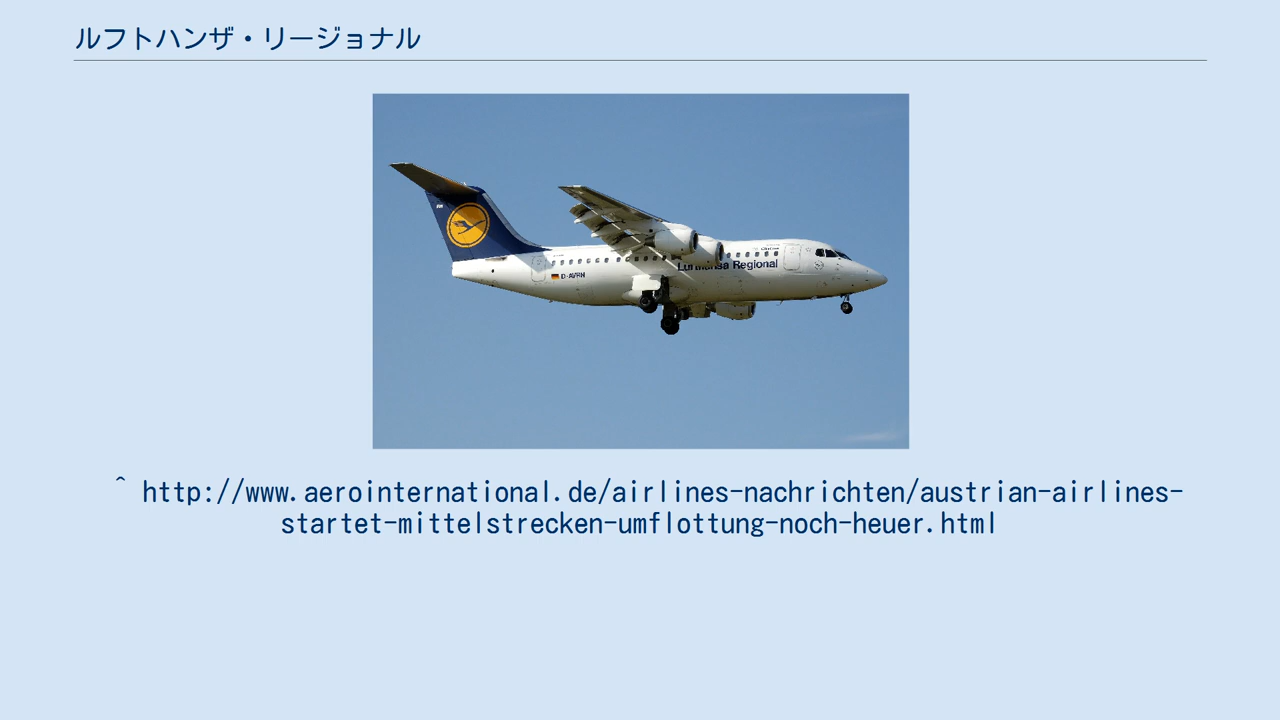 ルフトハンザ・リージョナル
D-AVRN
Lufthansa Regional
^ http://www.aerointernational.de/airlines-nachrichten/austrian-airlines-
startet-mittelstrecken-umflottung-noch-heuer.html